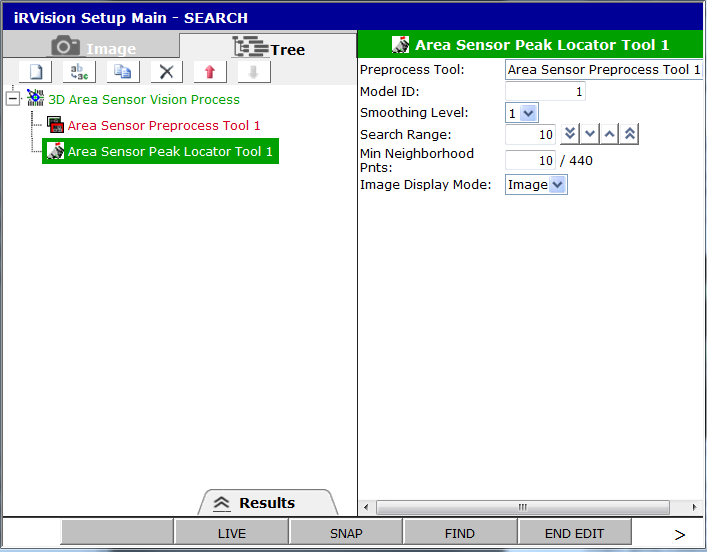 iRVision Setup Main - SEARCH
Image
Tree
ab
ac
3D Area Sensor Vision Process
Area Sensor Preprocess Tool 1
Area Sensor Peak Locator Tool 1
Results
Area Sensor Peak Locator Tool 1
Preprocess Tool: Area Sensor Preprocess Tool 1
Model ID: 1
Smoothing Level: 1
Search Range: 10
Min Neighborhood
Pnts: 10 / 440
Image Display Mode: Image
LIVE SNAP FIND END EDIT >